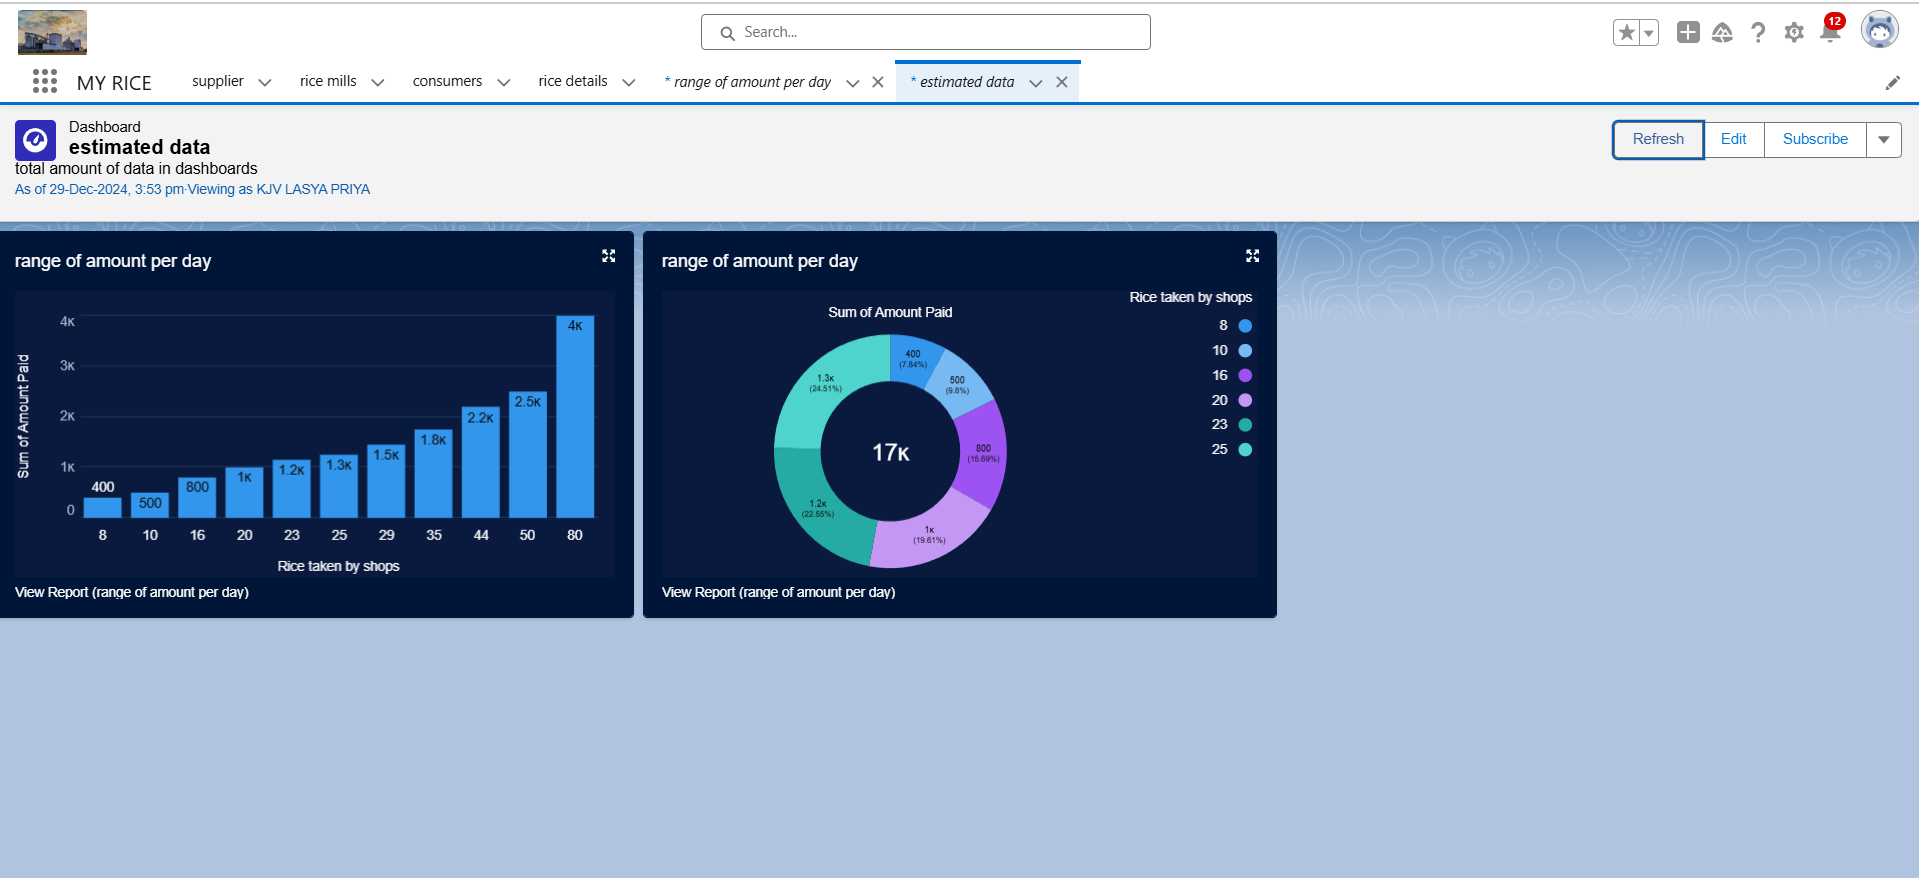 Search...
12
MY RICE
supplier
rice mills
consumers
rice details
* range of amount per day
* estimated data
Dashboard
estimated data
total amount of data in dashboards
As of 29-Dec-2024, 3:53 pm·Viewing as KJV LASYA PRIYA
Refresh
Edit
Subscribe
range of amount per day
Sum of Amount Paid
4K
3K
2K
1K
0
400
500
800
1K
1.2K
1.3K
1.5K
1.8K
2.2K
2.5K
4K
8
10
16
20
23
25
29
35
44
50
80
Rice taken by shops
View Report (range of amount per day)
range of amount per day
Sum of Amount Paid
400
(7.84%)
500
(9.8%)
800
(15.69%)
1K
(19.61%)
1.2K
(22.55%)
1.3K
(24.51%)
17K
Rice taken by shops
8
10
16
20
23
25
View Report (range of amount per day)